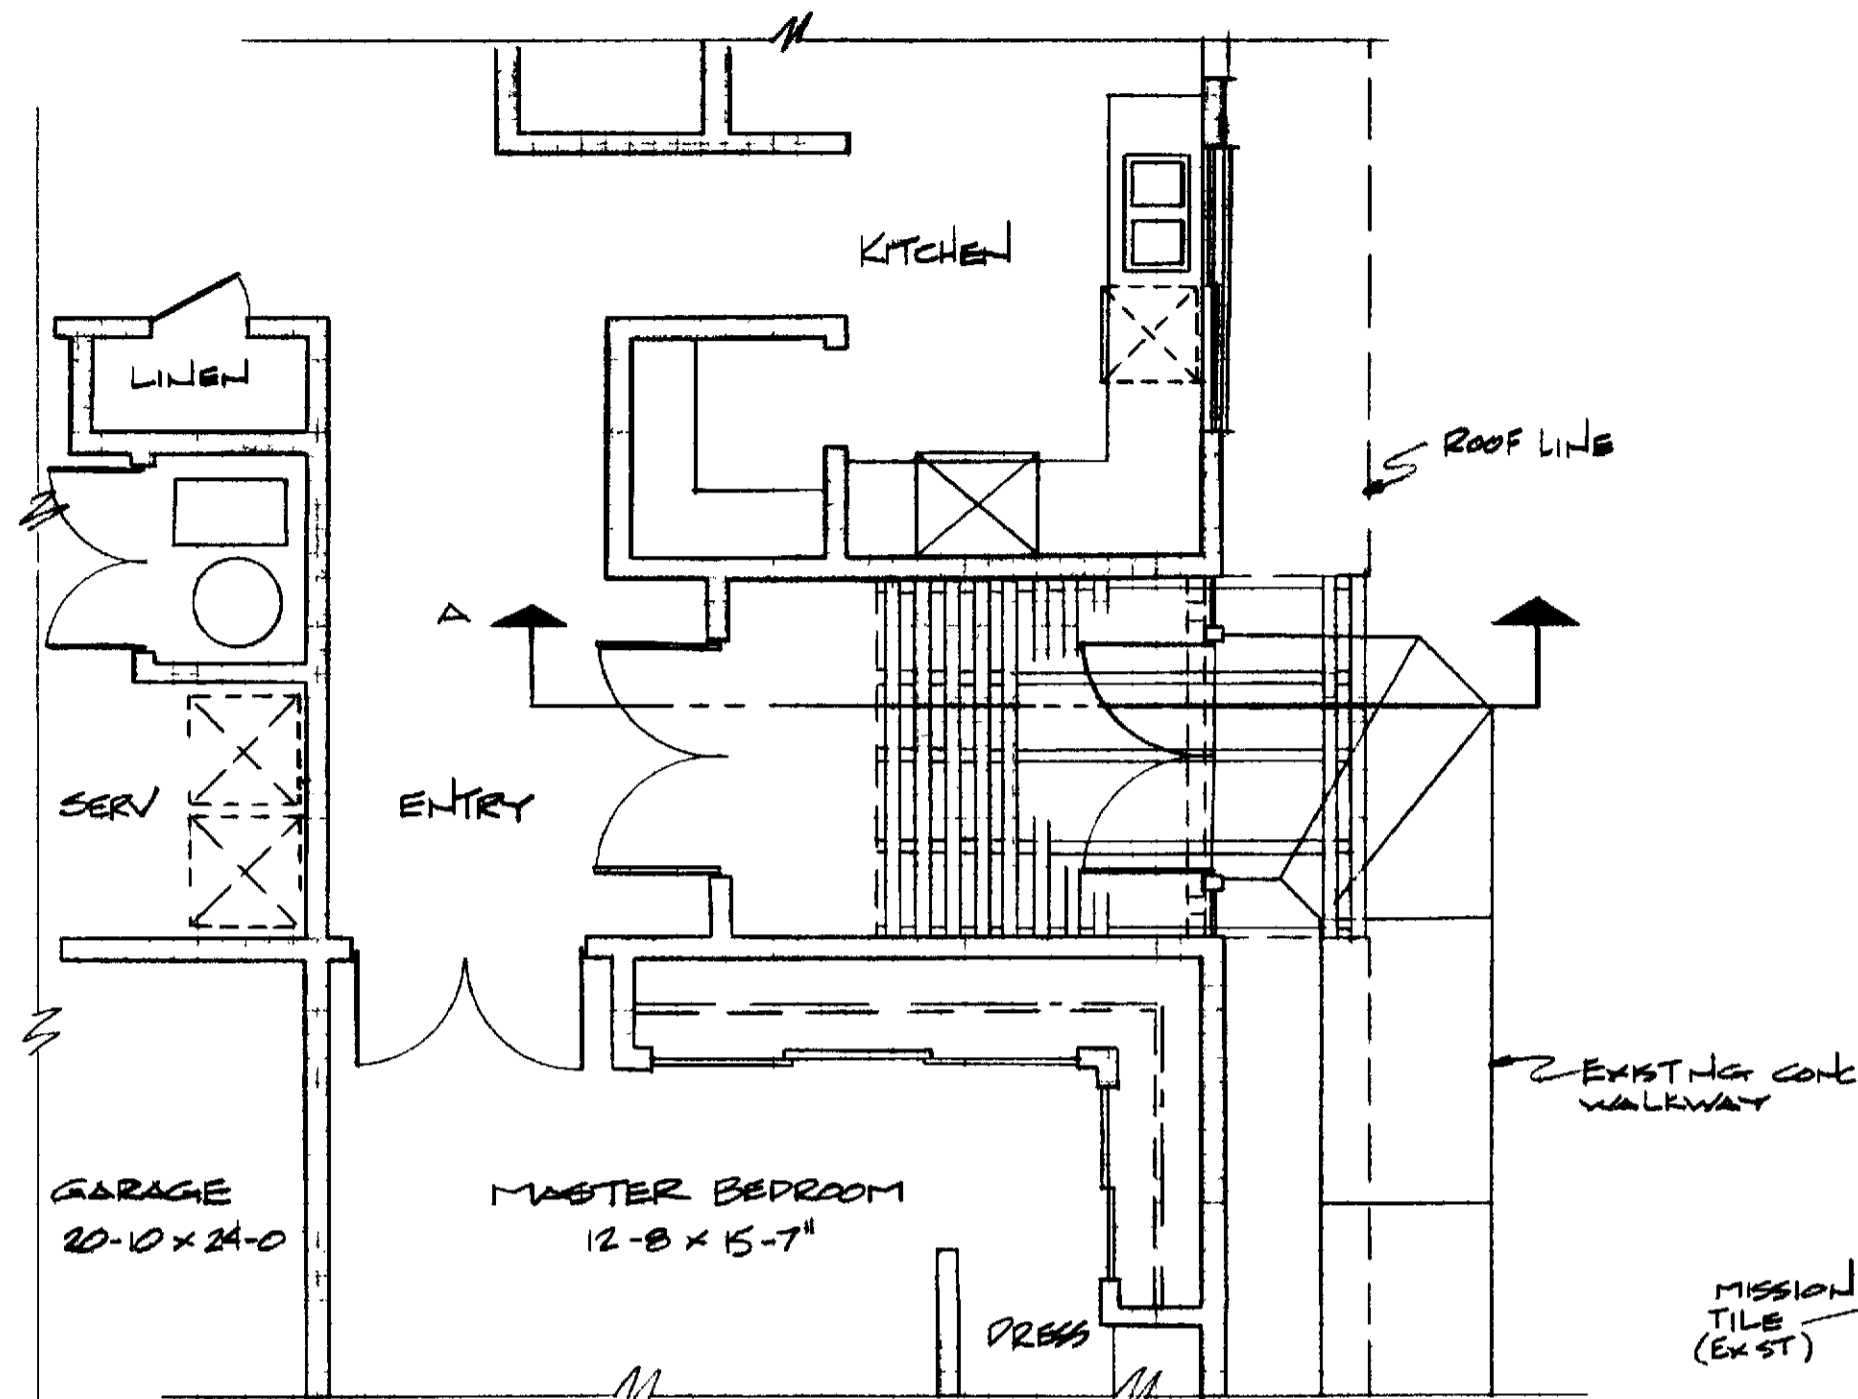 KITCHEN
LINEN
ROOF LINE
A
SERV
ENTRY
EXISTING CONC
WALKWAY
GARAGE
20-10 x 24-0
MASTER BEDROOM
12-8 x 15-7"
DRESS
MISSION
TILE
(EXST)